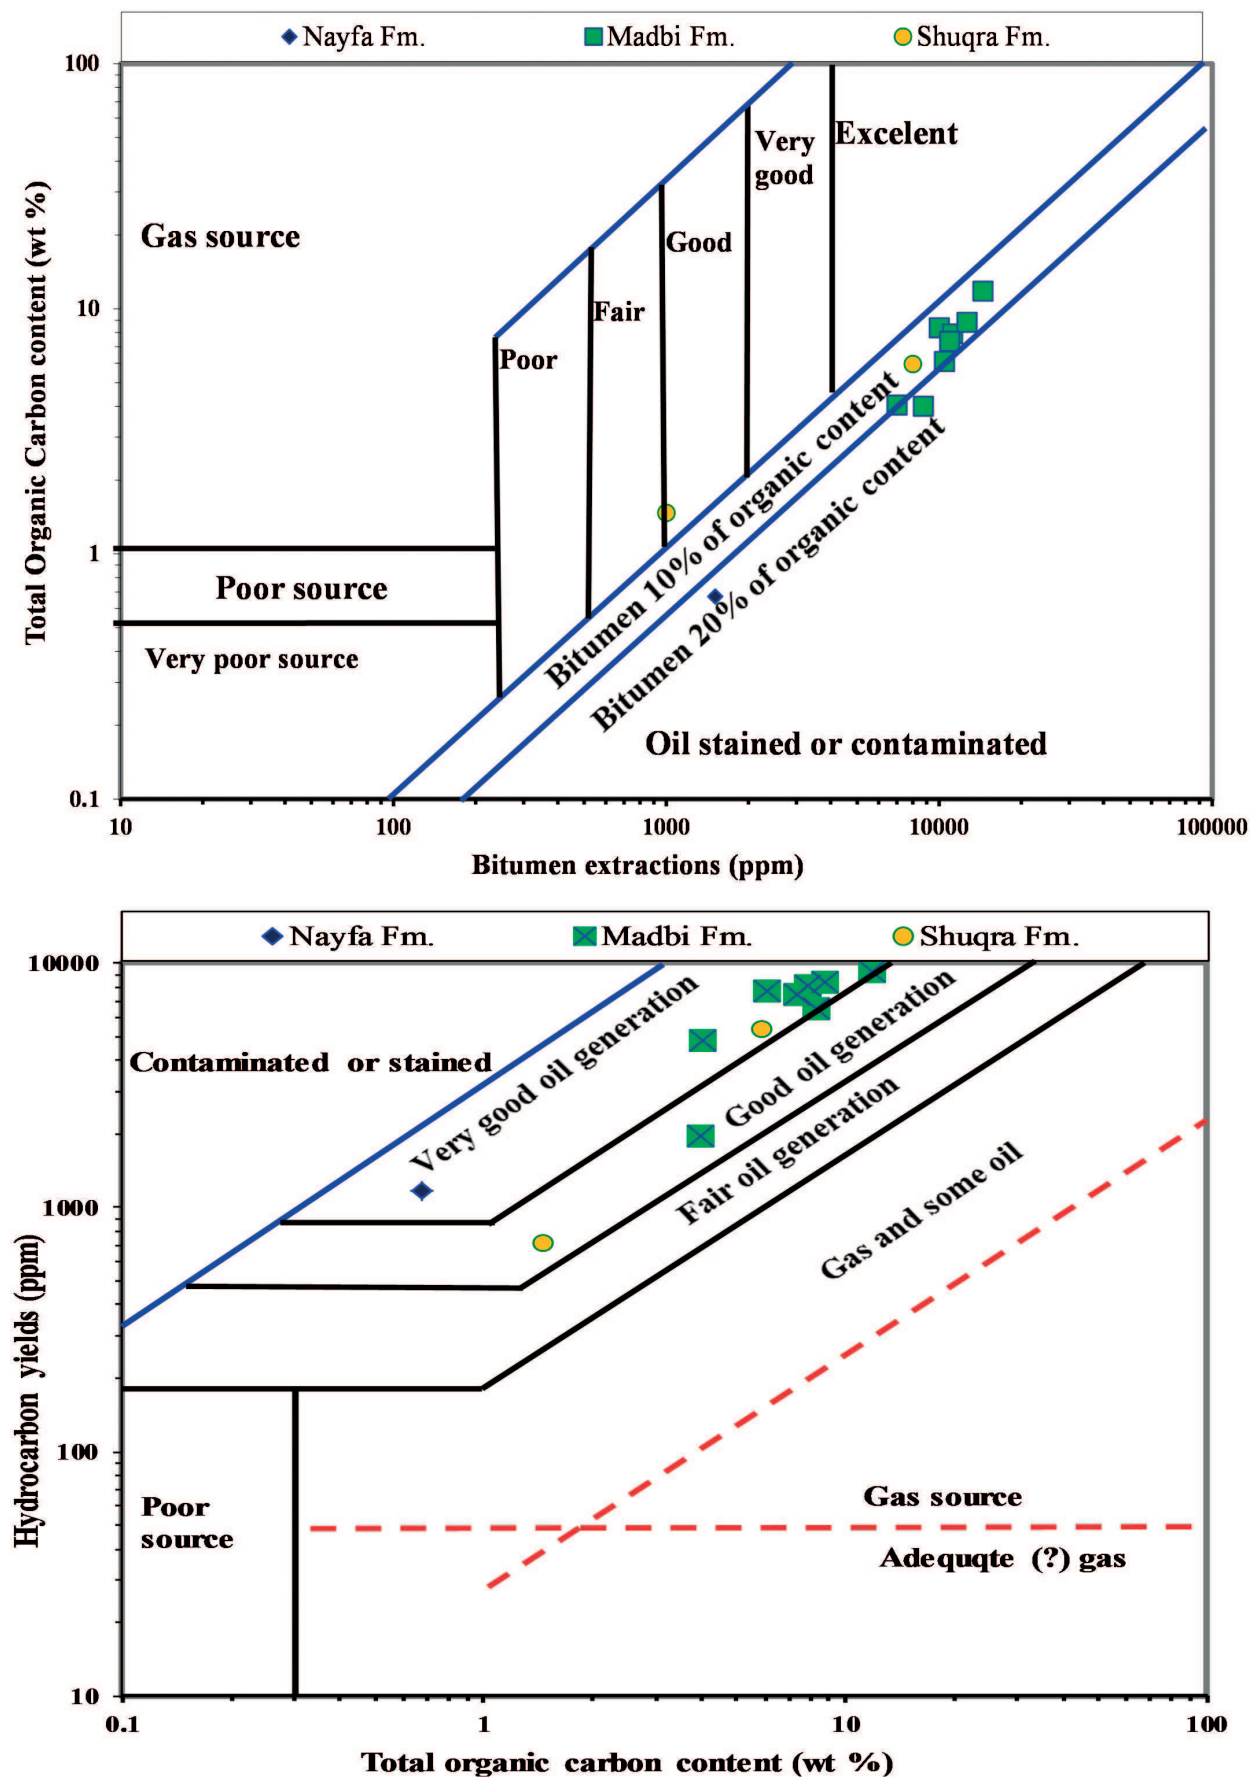 Nayfa Fm. Madbi Fm. Shuqra Fm.
100
10
1
0.1
Total Organic Carbon content (wt %)
Gas source
Poor
Fair
Good
Very
good
Excelent
Poor source
Very poor source
Bitumen 10% of organic content
Bitumen 20% of organic content
Oil stained or contaminated
10 100 1000 10000 100000
Bitumen extractions (ppm)
Nayfa Fm. Madbi Fm. Shuqra Fm.
10000
1000
100
10
Hydrocarbon yields (ppm)
Contaminated or stained
Very good oil generation
Good oil generation
Fair oil generation
Gas and some oil
Poor
source
Gas source
Adequqte (?) gas
0.1 1 10 100
Total organic carbon content (wt %)